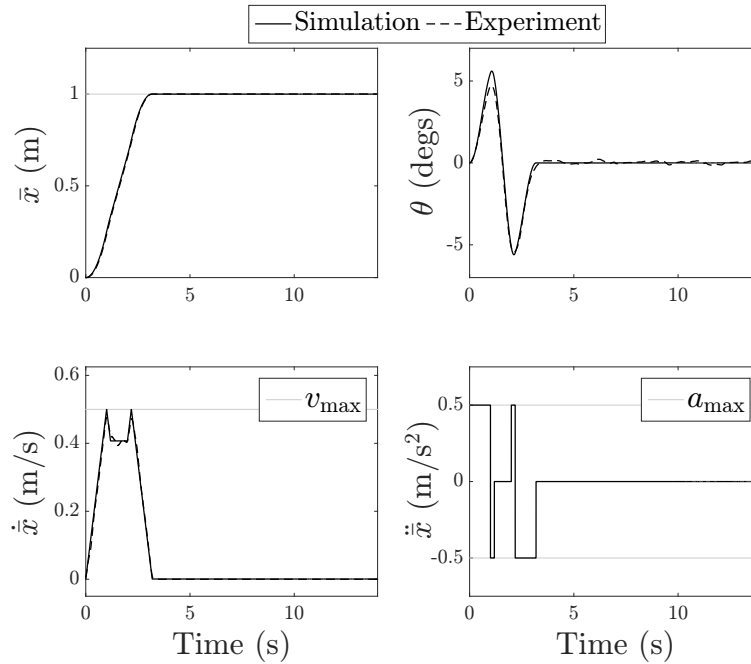 Simulation Experiment
1
0.5
0
x̄ (m)
0 5 10
5
0
-5
θ (degs)
0 5 10
0.6
0.4
0.2
0
ẋ̄ (m/s)
v_max
0 5 10
Time (s)
0.5
0
-0.5
ẍ̄ (m/s²)
a_max
0 5 10
Time (s)